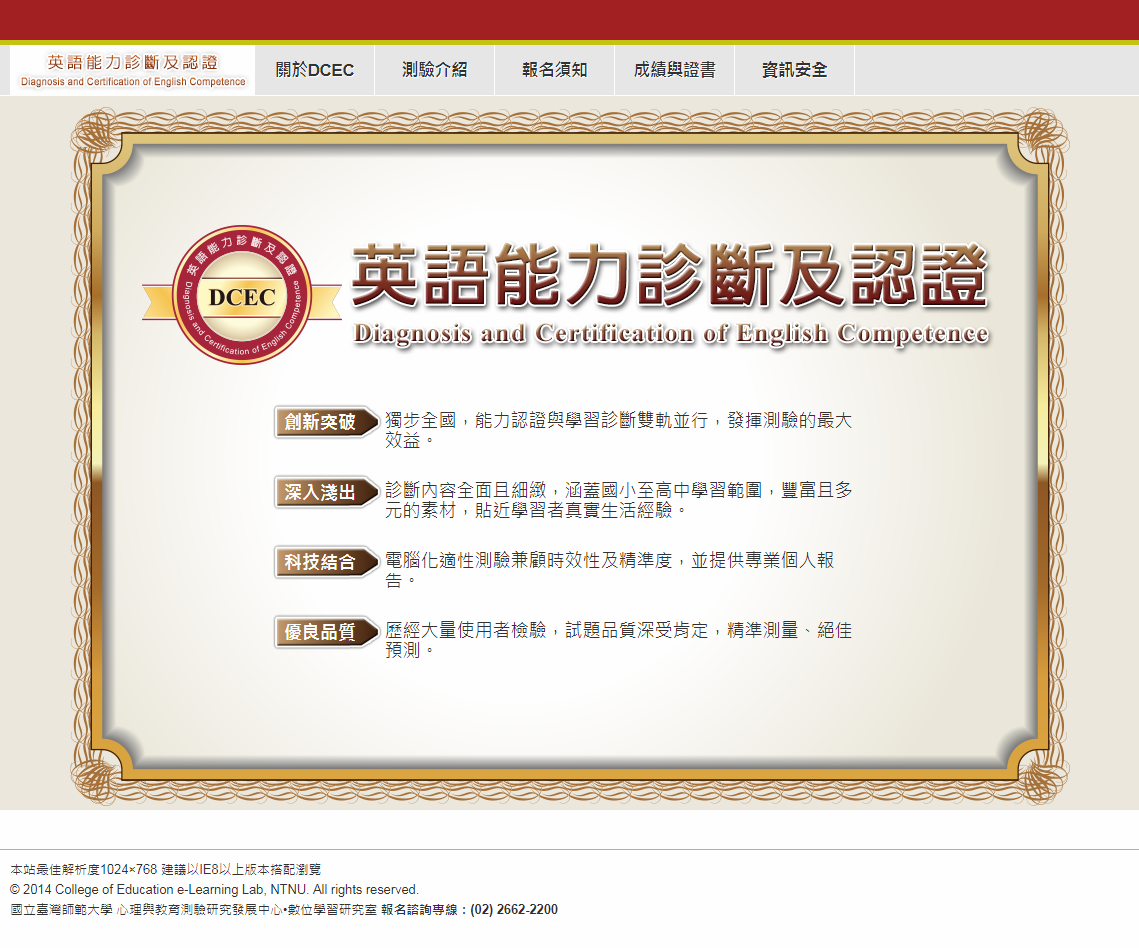 英語能力診斷及認證
Diagnosis and Certification of English Competence
關於DCEC
測驗介紹
報名須知
成績與證書
資訊安全
英語能力診斷及認證
DCEC
Diagnosis and Certification of English Competence
英語能力診斷及認證
Diagnosis and Certification of English Competence
創新突破
獨步全國，能力認證與學習診斷雙軌並行，發揮測驗的最大
效益。
深入淺出
診斷內容全面且細緻，涵蓋國小至高中學習範圍，豐富且多
元的素材，貼近學習者真實生活經驗。
科技結合
電腦化適性測驗兼顧時效性及精準度，並提供專業個人報
告。
優良品質
歷經大量使用者檢驗，試題品質深受肯定，精準測量、絕佳
預測。
本站最佳解析度1024×768 建議以IE8以上版本搭配瀏覽
© 2014 College of Education e-Learning Lab, NTNU. All rights reserved.
國立臺灣師範大學 心理與教育測驗研究發展中心•數位學習研究室 報名諮詢專線：(02) 2662-2200